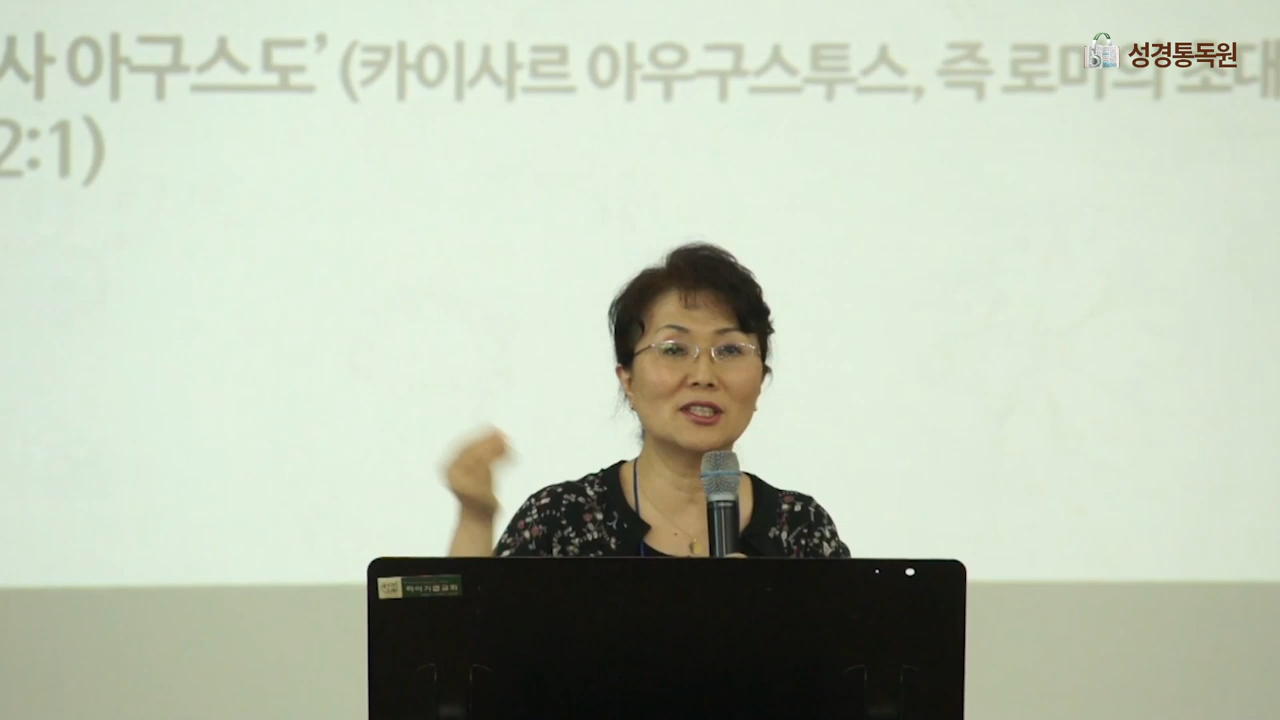 사 아구스도’ (카이사르 아우구스투스, 즉 로마의 초대
2:1)
성경통독원